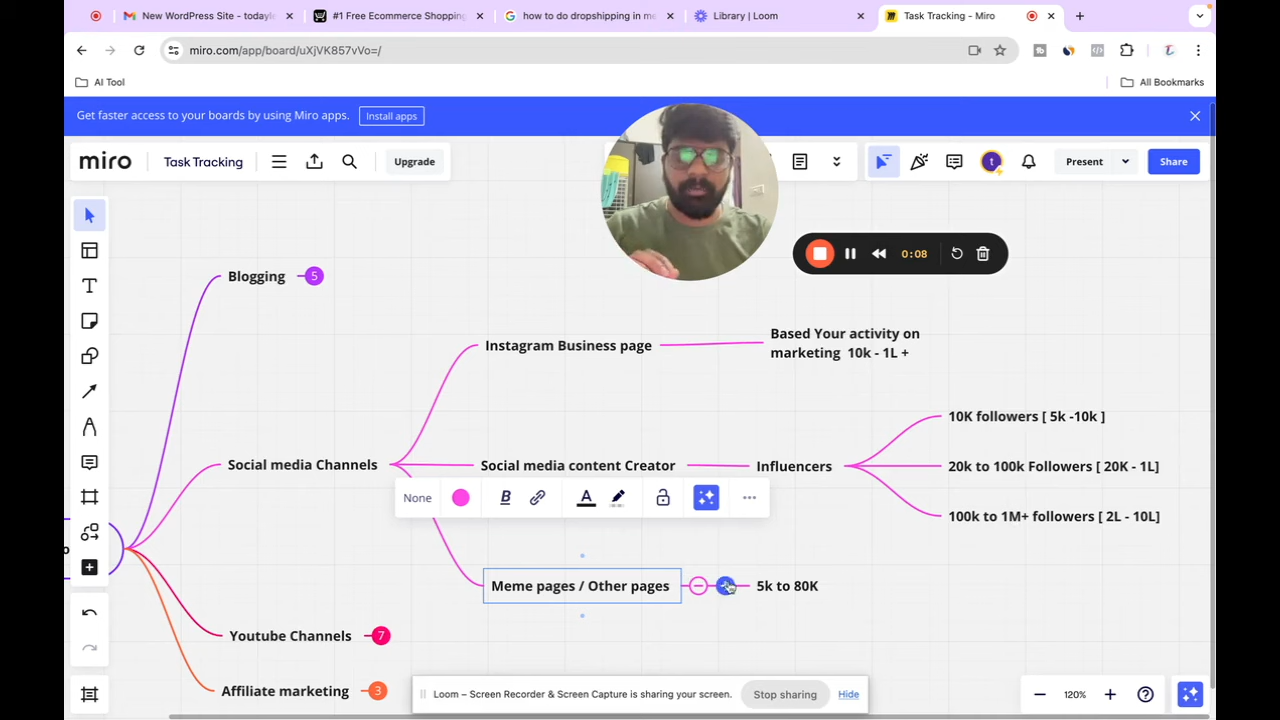 New WordPress Site - todayle
#1 Free Ecommerce Shopping
how to do dropshipping in me
Library | Loom
Task Tracking - Miro
miro.com/app/board/uXjVK857vVo=/
AI Tool
All Bookmarks
Get faster access to your boards by using Miro apps.
Install apps
miro
Task Tracking
Upgrade
Present
Share
0:08
Blogging
5
Instagram Business page
Based Your activity on
marketing 10k - 1L +
10K followers [ 5k -10k ]
Social media Channels
Social media content Creator
Influencers
20k to 100k Followers [ 20K - 1L]
None
B
A
100k to 1M+ followers [ 2L - 10L]
Meme pages / Other pages
5k to 80K
Youtube Channels
7
Affiliate marketing
3
Loom – Screen Recorder & Screen Capture is sharing your screen.
Stop sharing
Hide
120%